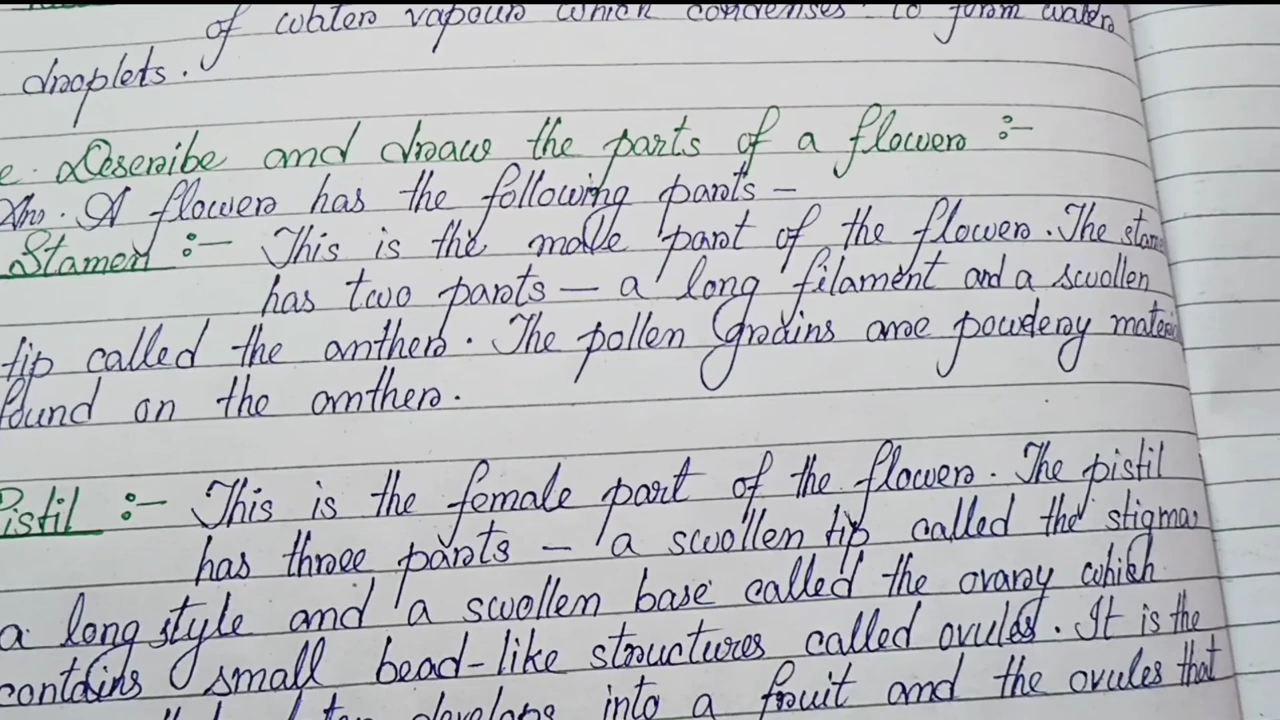 of water vapour which condenses to form water
droplets.
e. Describe and draw the parts of a flower :-
Ans. A flower has the following parts -
Stamen :- This is the male part of the flower. The
has two parts - a long filament and a swollen
tip called the anther. The pollen grains are powdery
found on the anther.
Pistil :- This is the female part of the flower. The pistil
has three parts - a swollen tip called the stigma,
a long style and a swollen base called the ovary which
contains small bead-like structures called ovules. It is the
into a fruit and the ovules that